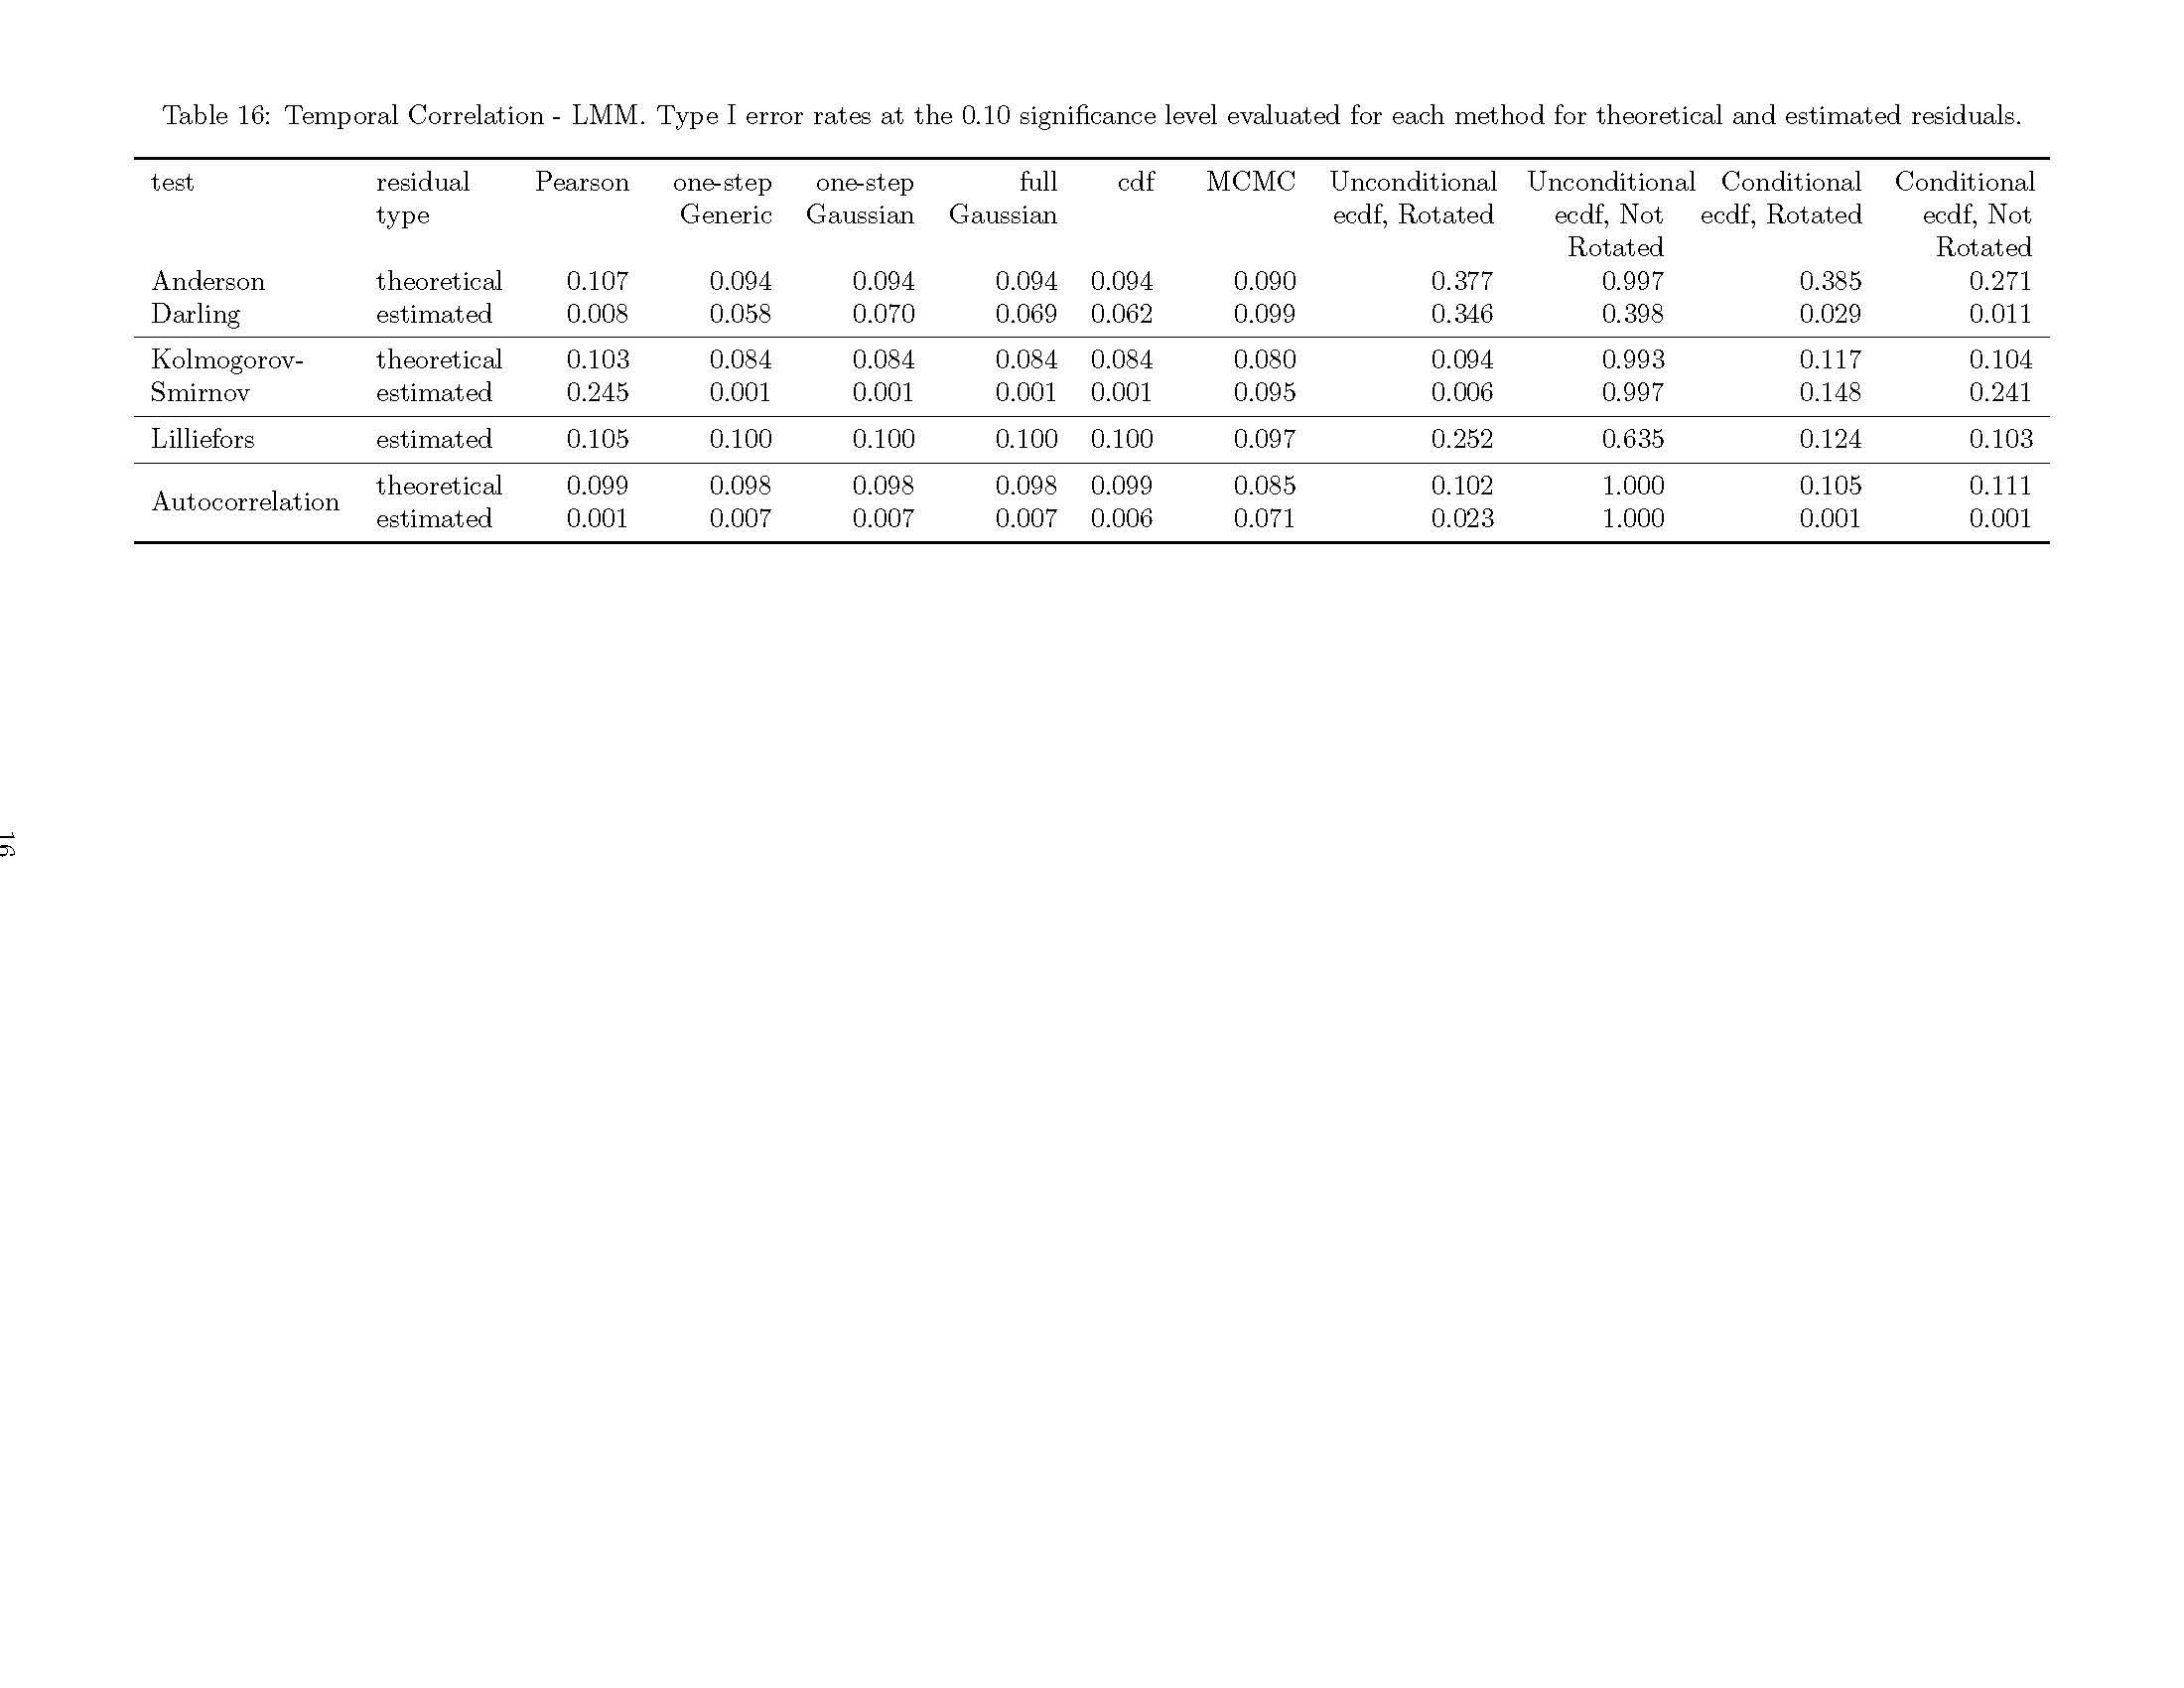 Table 16: Temporal Correlation - LMM. Type I error rates at the 0.10 significance level evaluated for each method for theoretical and estimated residuals.
test residual Pearson one-step one-step full cdf MCMC Unconditional Unconditional Conditional Conditional
type Generic Gaussian Gaussian ecdf, Rotated ecdf, Not ecdf, Rotated ecdf, Not
Rotated Rotated
Anderson theoretical 0.107 0.094 0.094 0.094 0.094 0.090 0.377 0.997 0.385 0.271
Darling estimated 0.008 0.058 0.070 0.069 0.062 0.099 0.346 0.398 0.029 0.011
Kolmogorov- theoretical 0.103 0.084 0.084 0.084 0.084 0.080 0.094 0.993 0.117 0.104
Smirnov estimated 0.245 0.001 0.001 0.001 0.001 0.095 0.006 0.997 0.148 0.241
Lilliefors estimated 0.105 0.100 0.100 0.100 0.100 0.097 0.252 0.635 0.124 0.103
Autocorrelation theoretical 0.099 0.098 0.098 0.098 0.099 0.085 0.102 1.000 0.105 0.111
estimated 0.001 0.007 0.007 0.007 0.006 0.071 0.023 1.000 0.001 0.001
16